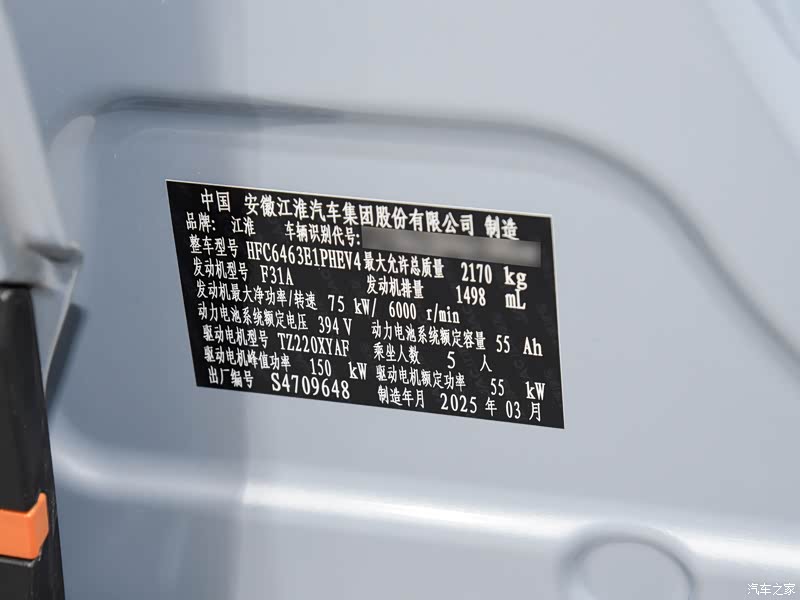 中国 安徽江淮汽车集团股份有限公司 制造
品牌: 江淮 车辆识别代号:
整车型号 HFC6463E1PHEV4 最大允许总质量 2170 kg
发动机型号 F31A 发动机排量 1498 mL
发动机最大净功率/转速 75 kW/ 6000 r/min
动力电池系统额定电压 394 V 动力电池系统额定容量 55 Ah
驱动电机型号 TZ220XYAF 乘坐人数 5 人
驱动电机峰值功率 150 kW 驱动电机额定功率 55 kW
出厂编号 S4709648 制造年月 2025 年 03 月
汽车之家